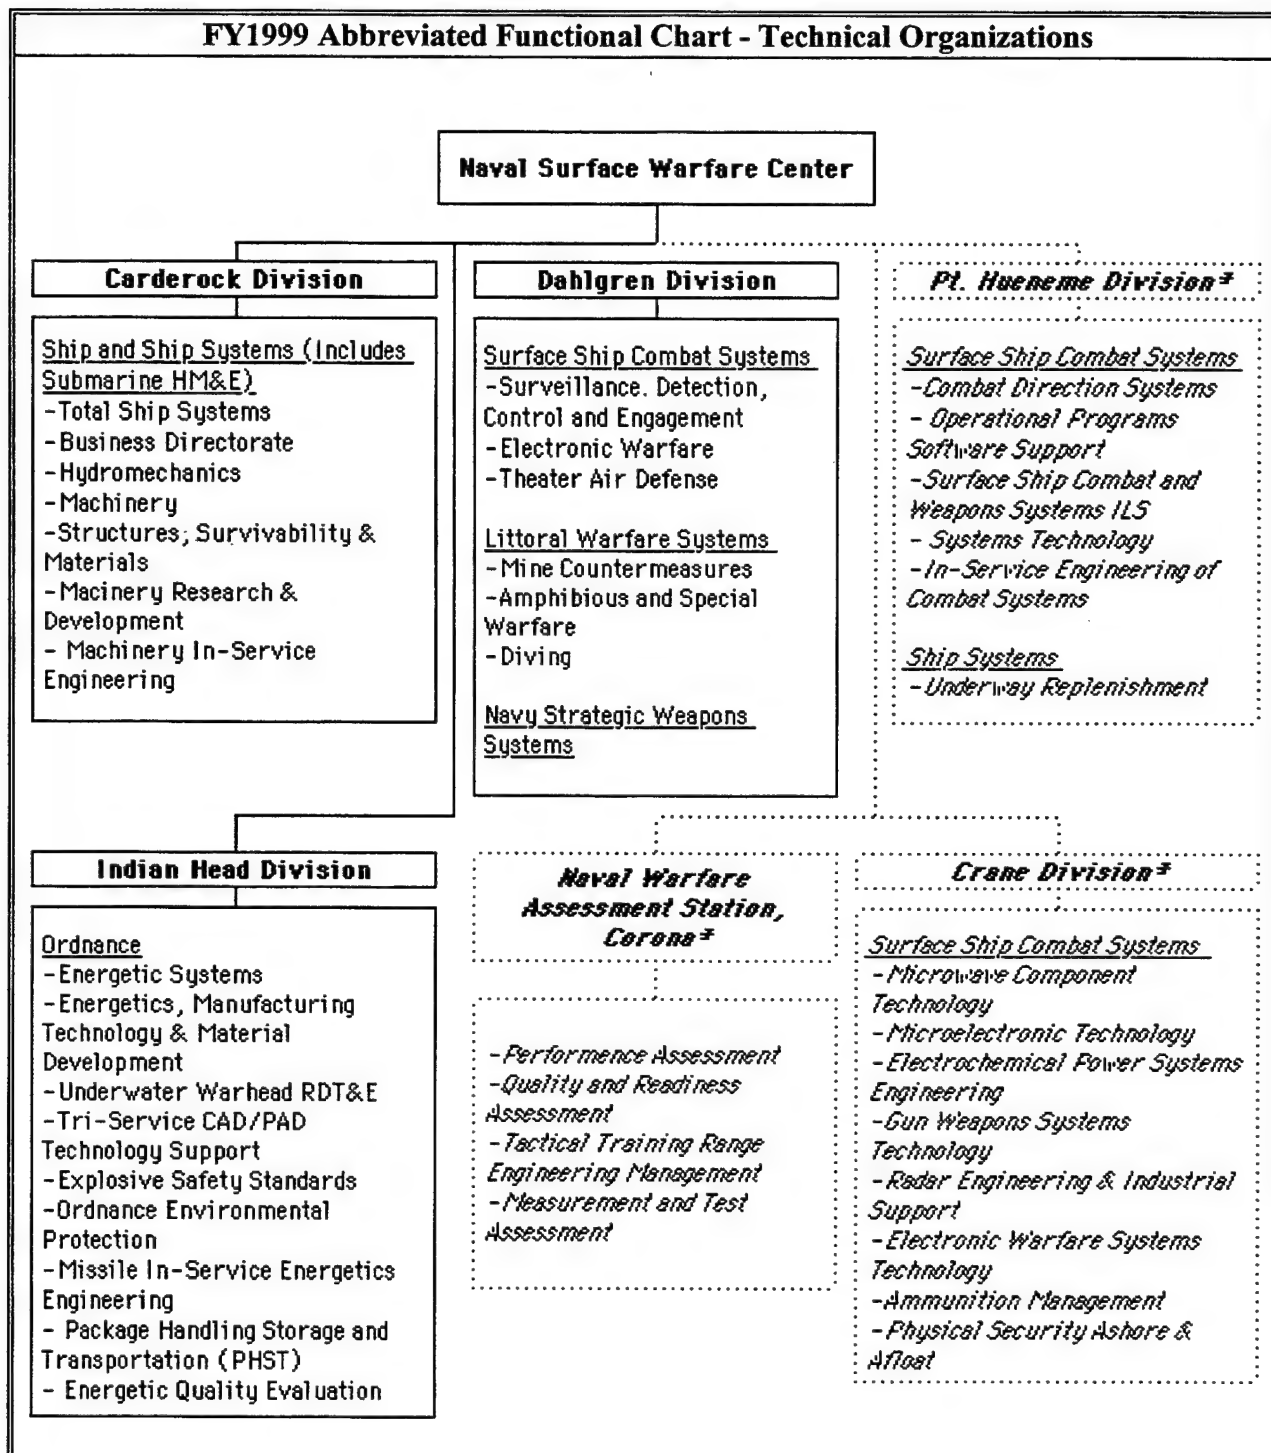 FY1999 Abbreviated Functional Chart - Technical Organizations
Naval Surface Warfare Center
Carderock Division
Ship and Ship Systems (Includes
Submarine HM&E)
-Total Ship Systems
-Business Directorate
-Hydromechanics
-Machinery
-Structures; Survivability &
Materials
-Macinery Research &
Development
- Machinery In-Service
Engineering
Dahlgren Division
Surface Ship Combat Systems
-Surveillance. Detection,
Control and Engagement
-Electronic Warfare
-Theater Air Defense
Littoral Warfare Systems
-Mine Countermeasures
-Amphibious and Special
Warfare
-Diving
Navy Strategic Weapons
Systems
Pt. Hueneme Division*
Surface Ship Combat Systems
-Combat Direction Systems
- Operational Programs
Software Support
-Surface Ship Combat and
Weapons Systems ILS
- Systems Technology
-In-Service Engineering of
Combat Systems
Ship Systems
-Underway Replenishment
Indian Head Division
Ordnance
-Energetic Systems
-Energetics, Manufacturing
Technology & Material
Development
-Underwater Warhead RDT&E
-Tri-Service CAD/PAD
Technology Support
-Explosive Safety Standards
-Ordnance Environmental
Protection
-Missile In-Service Energetics
Engineering
- Package Handling Storage and
Transportation (PHST)
- Energetic Quality Evaluation
Naval Warfare
Assessment Station,
Corona*
-Performence Assessment
-Quality and Readiness
Assessment
-Tactical Training Range
Engineering Management
-Measurement and Test
Assessment
Crane Division*
Surface Ship Combat Systems
-Microwave Component
Technology
-Microelectronic Technology
-Electrochemical Power Systems
Engineering
-Gun Weapons Systems
Technology
-Radar Engineering & Industrial
Support
-Electronic Warfare Systems
Technology
-Ammunition Management
-Physical Security Ashore &
Afloat